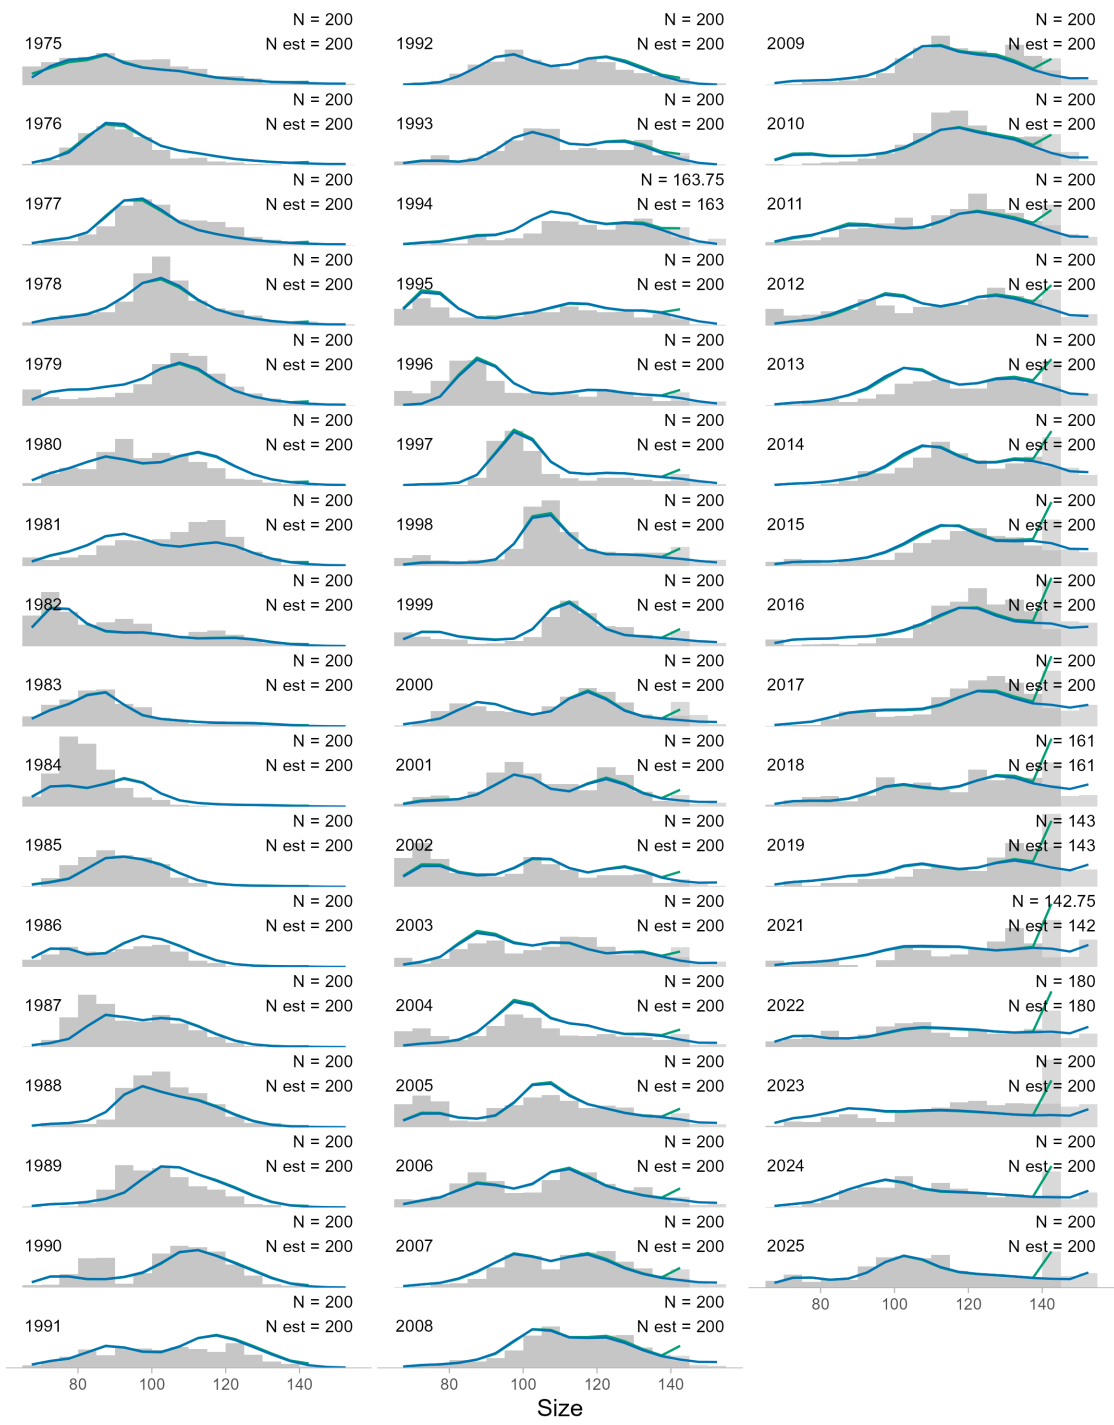 1975
N = 200
N est = 200
1976
N = 200
N est = 200
1977
N = 200
N est = 200
1978
N = 200
N est = 200
1979
N = 200
N est = 200
1980
N = 200
N est = 200
1981
N = 200
N est = 200
1982
N = 200
N est = 200
1983
N = 200
N est = 200
1984
N = 200
N est = 200
1985
N = 200
N est = 200
1986
N = 200
N est = 200
1987
N = 200
N est = 200
1988
N = 200
N est = 200
1989
N = 200
N est = 200
1990
N = 200
N est = 200
1991
N = 200
N est = 200
80 100 120 140
1992
N = 200
N est = 200
1993
N = 200
N est = 200
1994
N = 163.75
N est = 163
1995
N = 200
N est = 200
1996
N = 200
N est = 200
1997
N = 200
N est = 200
1998
N = 200
N est = 200
1999
N = 200
N est = 200
2000
N = 200
N est = 200
2001
N = 200
N est = 200
2002
N = 200
N est = 200
2003
N = 200
N est = 200
2004
N = 200
N est = 200
2005
N = 200
N est = 200
2006
N = 200
N est = 200
2007
N = 200
N est = 200
2008
N = 200
N est = 200
80 100 120 140
2009
N = 200
N est = 200
2010
N = 200
N est = 200
2011
N = 200
N est = 200
2012
N = 200
N est = 200
2013
N = 200
N est = 200
2014
N = 200
N est = 200
2015
N = 200
N est = 200
2016
N = 200
N est = 200
2017
N = 200
N est = 200
2018
N = 161
N est = 161
2019
N = 143
N est = 143
2021
N = 142.75
N est = 142
2022
N = 180
N est = 180
2023
N = 200
N est = 200
2024
N = 200
N est = 200
2025
N = 200
N est = 200
80 100 120 140
Size